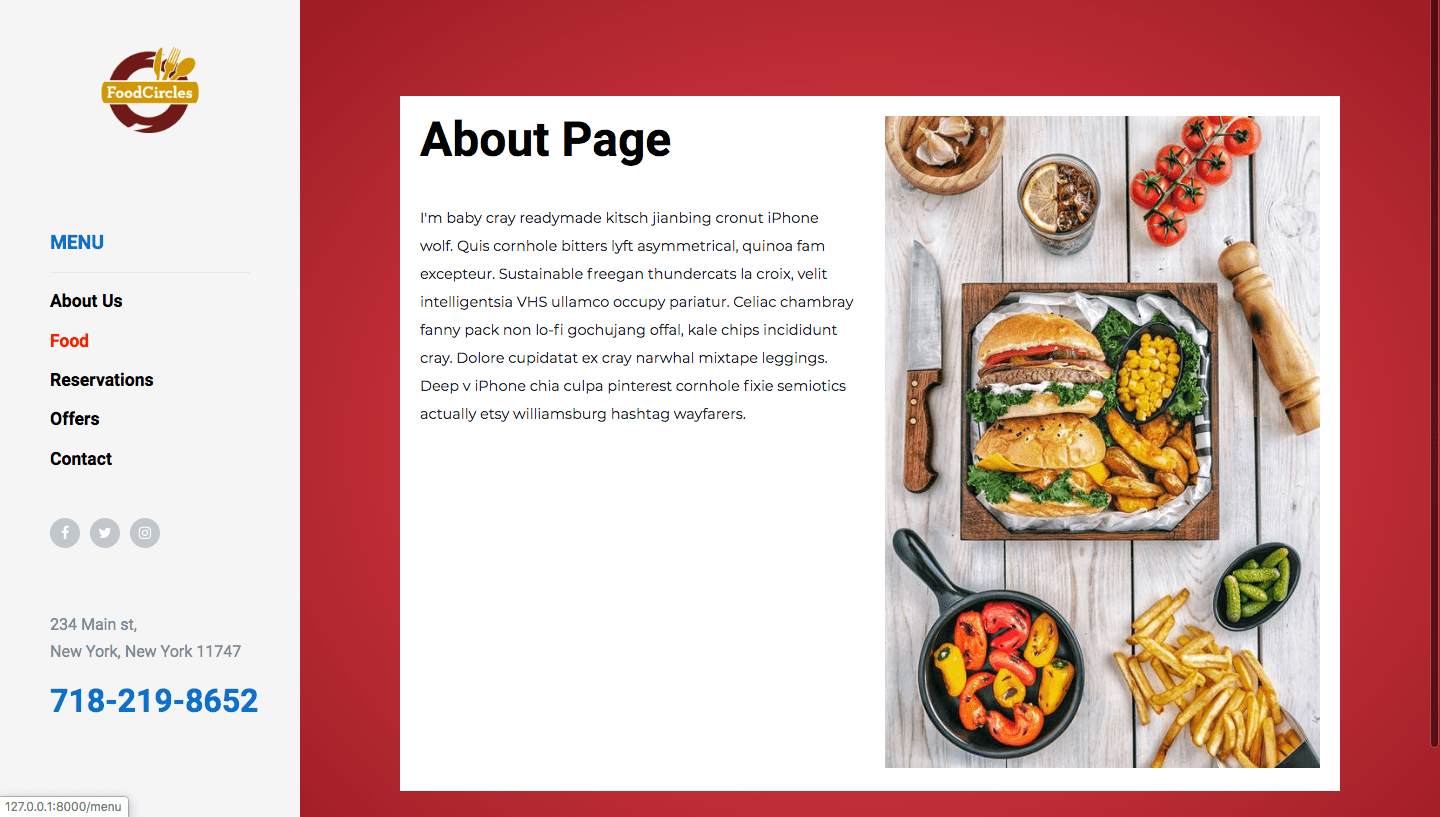 FoodCircles
MENU
About Us
Food
Reservations
Offers
Contact
234 Main st,
New York, New York 11747
718-219-8652
About Page
I'm baby cray readymade kitsch jianbing cronut iPhone
wolf. Quis cornhole bitters lyft asymmetrical, quinoa fam
excepteur. Sustainable freegan thundercats la croix, velit
intelligentsia VHS ullamco occupy pariatur. Celiac chambray
fanny pack non lo-fi gochujang offal, kale chips incididunt
cray. Dolore cupidatat ex cray narwhal mixtape leggings.
Deep v iPhone chia culpa pinterest cornhole fixie semiotics
actually etsy williamsburg hashtag wayfarers.
127.0.0.1:8000/menu